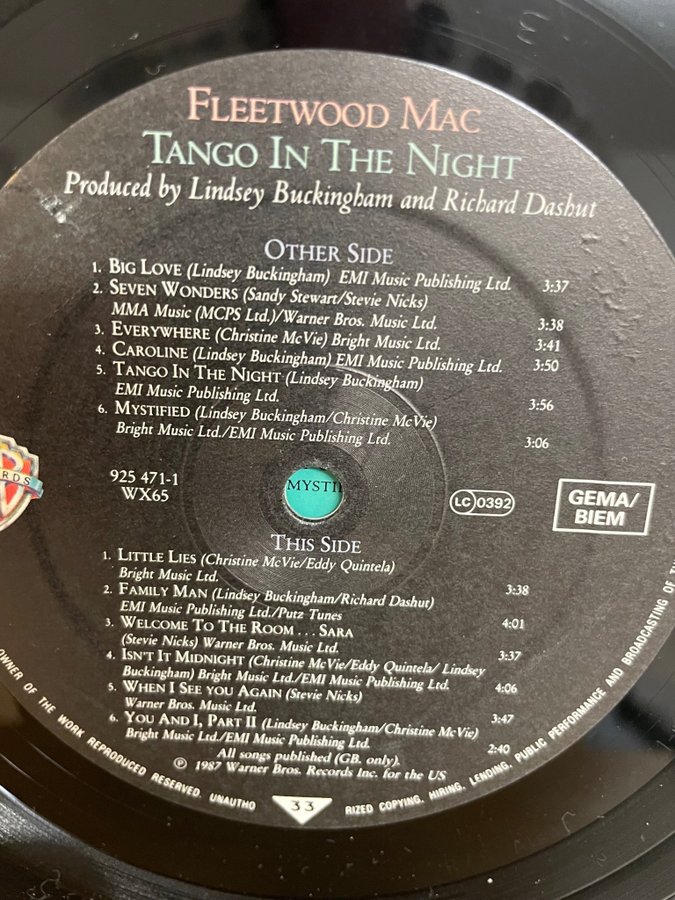 FLEETWOOD MAC
TANGO IN THE NIGHT
Produced by Lindsey Buckingham and Richard Dashut
OTHER SIDE
1. BIG LOVE (Lindsey Buckingham) EMI Music Publishing Ltd. 3:37
2. SEVEN WONDERS (Sandy Stewart/Stevie Nicks)
MMA Music (MCPS Ltd.)/Warner Bros. Music Ltd. 3:38
3. EVERYWHERE (Christine McVie) Bright Music Ltd. 3:41
4. CAROLINE (Lindsey Buckingham) EMI Music Publishing Ltd. 3:50
5. TANGO IN THE NIGHT (Lindsey Buckingham)
EMI Music Publishing Ltd. 3:56
6. MYSTIFIED (Lindsey Buckingham/Christine McVie)
Bright Music Ltd./EMI Music Publishing Ltd. 3:06
925 471-1
WX65
MYSTI
LC 0392
GEMA/
BIEM
RDS
THIS SIDE
1. LITTLE LIES (Christine McVie/Eddy Quintela)
Bright Music Ltd. 3:38
2. FAMILY MAN (Lindsey Buckingham/Richard Dashut)
EMI Music Publishing Ltd./Putz Tunes 4:01
3. WELCOME TO THE ROOM... SARA
(Stevie Nicks) Warner Bros. Music Ltd. 3:37
4. ISN'T IT MIDNIGHT (Christine McVie/Eddy Quintela/Lindsey
Buckingham) Bright Music Ltd./EMI Music Publishing Ltd. 4:06
5. WHEN I SEE YOU AGAIN (Stevie Nicks)
Warner Bros. Music Ltd. 3:47
6. YOU AND I, PART II (Lindsey Buckingham/Christine McVie)
Bright Music Ltd./EMI Music Publishing Ltd. 2:40
All songs published (GB. only).
℗ 1987 Warner Bros. Records Inc. for the US
OWNER OF THE WORK REPRODUCED RESERVED. UNAUTHO
33
RIZED COPYING, HIRING, LENDING, PUBLIC PERFORMANCE AND BROADCASTING OF